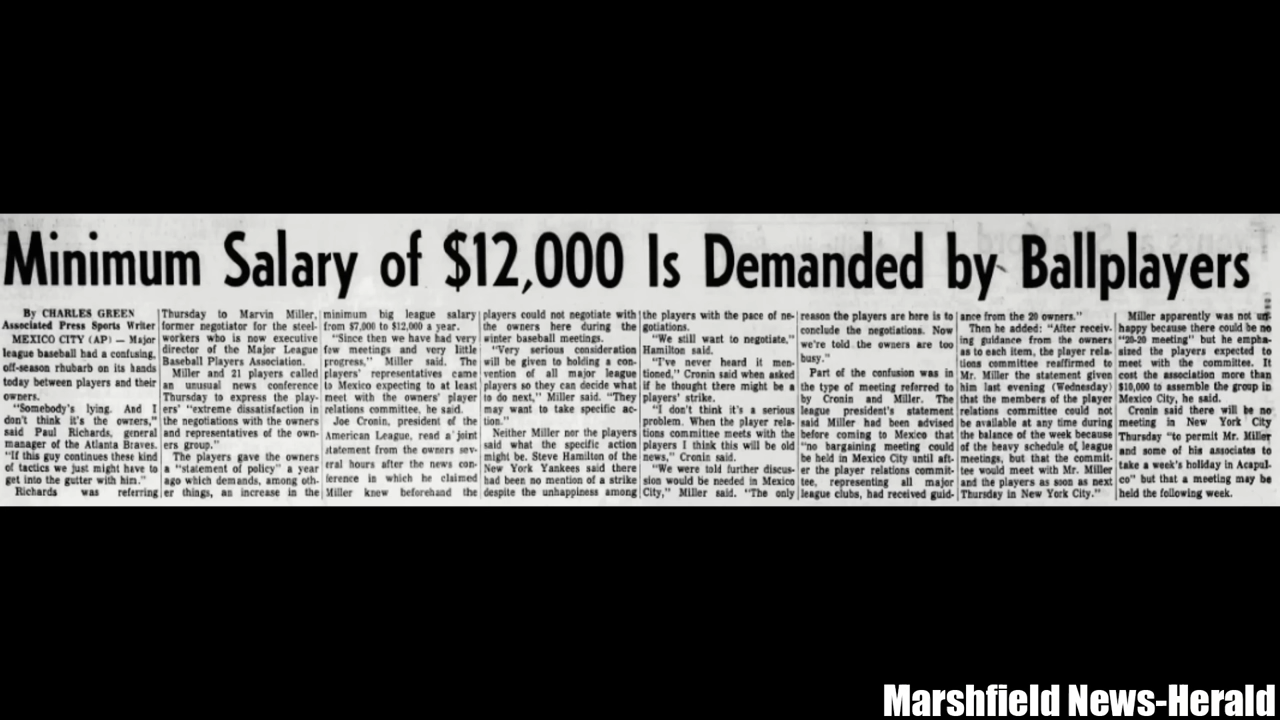 Minimum Salary of $12,000 Is Demanded by Ballplayers
By CHARLES GREEN
Associated Press Sports Writer
MEXICO CITY (AP) — Major
league baseball had a confusing,
off-season rhubarb on its hands
today between players and their
owners.
"Somebody's lying. And I
don't think it's the owners,"
said Paul Richards, general
manager of the Atlanta Braves.
"If this guy continues these kind
of tactics we just might have to
get into the gutter with him."
Richards was referring
Thursday to Marvin Miller,
former negotiator for the steel-
workers who is now executive
director of the Major League
Baseball Players Association.
Miller and 21 players called
an unusual news conference
Thursday to express the play-
ers' "extreme dissatisfaction in
the negotiations with the owners
and representatives of the own-
ers group."
The players gave the owners
a "statement of policy" a year
ago which demands, among oth-
er things, an increase in the
minimum big league salary
from $7,000 to $12,000 a year.
"Since then we have had very
few meetings and very little
progress," Miller said. The
players' representatives came
to Mexico expecting to at least
meet with the owners' player
relations committee, he said.
Joe Cronin, president of the
American League, read a joint
statement from the owners sev-
eral hours after the news con-
ference in which he claimed
Miller knew beforehand the
players could not negotiate with
the owners here during the
winter baseball meetings.
"Very serious consideration
will be given to holding a con-
vention of all major league
players so they can decide what
to do next," Miller said. "They
may want to take specific ac-
tion."
Neither Miller nor the players
said what the specific action
might be. Steve Hamilton of the
New York Yankees said there
had been no mention of a strike
despite the unhappiness among
the players with the pace of ne-
gotiations.
"We still want to negotiate,"
Hamilton said.
"I've never heard it men-
tioned," Cronin said when asked
if he thought there might be a
players' strike.
"I don't think it's a serious
problem. When the player rela-
tions committee meets with the
players I think this will be old
news," Cronin said.
"We were told further discus-
sion would be needed in Mexico
City," Miller said. "The only
reason the players are here is to
conclude the negotiations. Now
we're told the owners are too
busy."
Part of the confusion was in
the type of meeting referred to
by Cronin and Miller. The
league president's statement
said Miller had been advised
before coming to Mexico that
"no bargaining meeting could
be held in Mexico City until aft-
er the player relations commit-
tee, representing all major
league clubs, had received guid-
ance from the 20 owners."
Then he added: "After receiv-
ing guidance from the owners
as to each item, the player rela-
tions committee reaffirmed to
Mr. Miller the statement given
him last evening (Wednesday)
that the members of the player
relations committee could not
be available at any time during
the balance of the week because
of the heavy schedule of league
meetings, but that the commit-
tee would meet with Mr. Miller
and the players as soon as next
Thursday in New York City."
Miller apparently was not un-
happy because there could be no
"20-20 meeting" but he empha-
sized the players expected to
meet with the committee. It
cost the association more than
$10,000 to assemble the group in
Mexico City, he said.
Cronin said there will be no
meeting in New York City
Thursday "to permit Mr. Miller
and some of his associates to
take a week's holiday in Acapul-
co" but that a meeting may be
held the following week.
Marshfield News-Herald